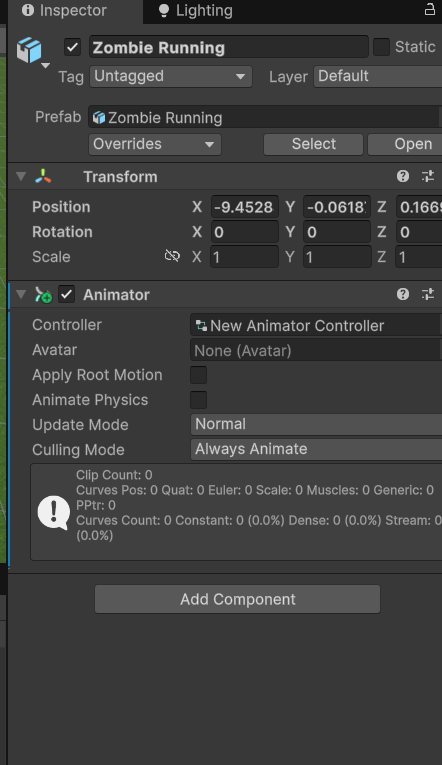 Inspector Lighting
Zombie Running Static
Tag Untagged Layer Default
Prefab Zombie Running
Overrides Select Open
Transform
Position X -9.4528 Y -0.0618 Z 0.1669
Rotation X 0 Y 0 Z 0
Scale X 1 Y 1 Z 1
Animator
Controller New Animator Controller
Avatar None (Avatar)
Apply Root Motion
Animate Physics
Update Mode Normal
Culling Mode Always Animate
Clip Count: 0
Curves Pos: 0 Quat: 0 Euler: 0 Scale: 0 Muscles: 0 Generic: 0
PPtr: 0
Curves Count: 0 Constant: 0 (0.0%) Dense: 0 (0.0%) Stream: 0
(0.0%)
Add Component